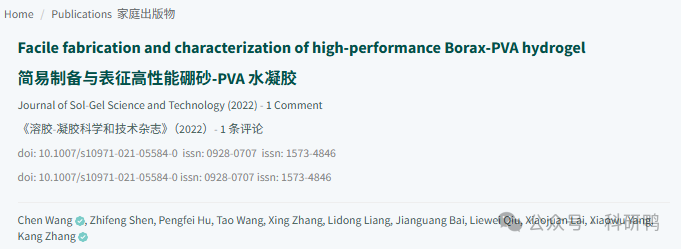 Home / Publications 家庭出版物
Facile fabrication and characterization of high-performance Borax-PVA hydrogel
简易制备与表征高性能硼砂-PVA 水凝胶
Journal of Sol-Gel Science and Technology (2022) - 1 Comment
《溶胶-凝胶科学和技术杂志》（2022）- 1 条评论
doi: 10.1007/s10971-021-05584-0 issn: 0928-0707 issn: 1573-4846
doi: 10.1007/s10971-021-05584-0 issn: 0928-0707 issn: 1573-4846
Chen Wang, Zhifeng Shen, Pengfei Hu, Tao Wang, Xing Zhang, Lidong Liang, Jianguang Bai, Liewei Qiu, Xiaojuan Lai, Xiaowu Yang,
Kang Zhang
公众号 · 科研鸭